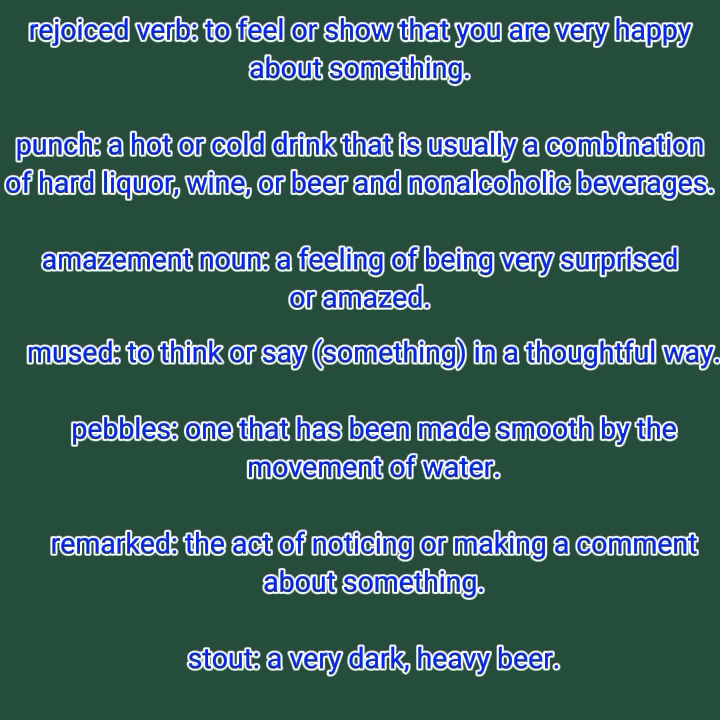 rejoiced verb: to feel or show that you are very happy
about something.
punch: a hot or cold drink that is usually a combination
of hard liquor, wine, or beer and nonalcoholic beverages.
amazement noun: a feeling of being very surprised
or amazed.
mused: to think or say (something) in a thoughtful way.
pebbles: one that has been made smooth by the
movement of water.
remarked: the act of noticing or making a comment
about something.
stout: a very dark, heavy beer.